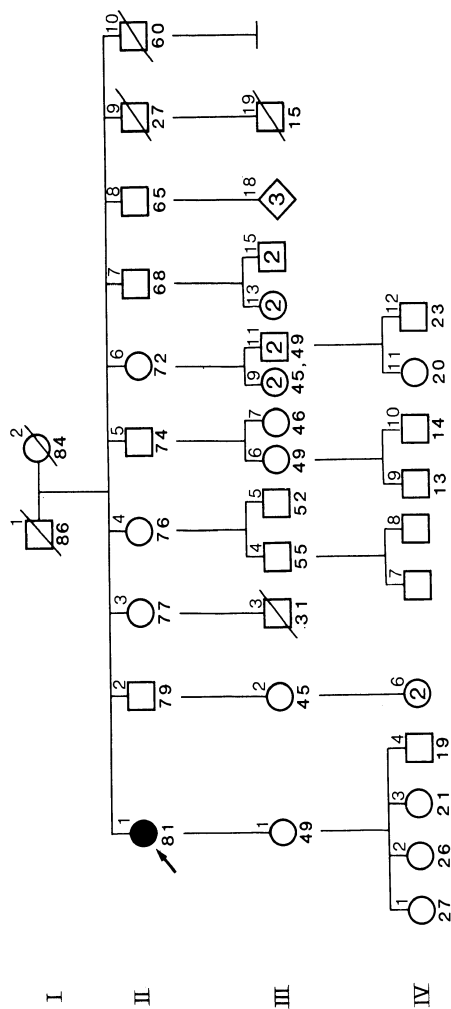 1 2
I
86 84
1 2 3 4 5 6 7 8 9 10
II
81 79 77 76 74 72 68 65 27 60
1 2 3 4 5 6 7 9 11 13 15 18 19
III 2 2 2 2 3
49 45 31 55 52 49 46 45,49 15
1 2 3 4 6 7 8 9 10 11 12
IV 2
27 26 21 19 13 14 20 23